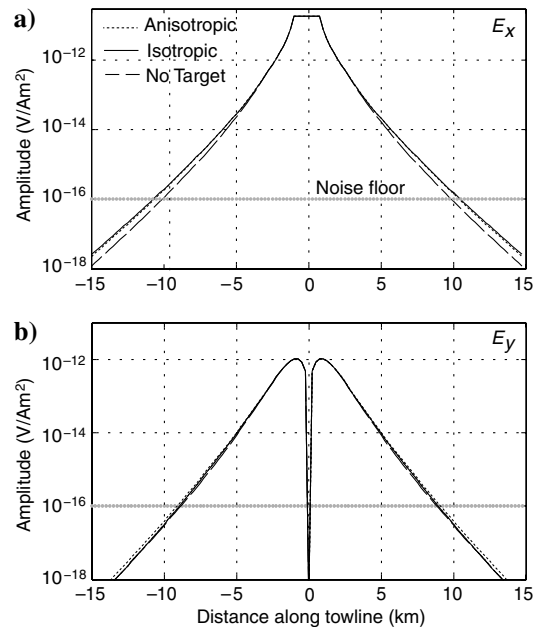 a)
Anisotropic
Isotropic
No Target
Eₓ
Amplitude (V/Am²)
10⁻¹²
10⁻¹⁴
10⁻¹⁶
10⁻¹⁸
Noise floor
−15 −10 −5 0 5 10 15
b)
E_y
Amplitude (V/Am²)
10⁻¹²
10⁻¹⁴
10⁻¹⁶
10⁻¹⁸
−15 −10 −5 0 5 10 15
Distance along towline (km)